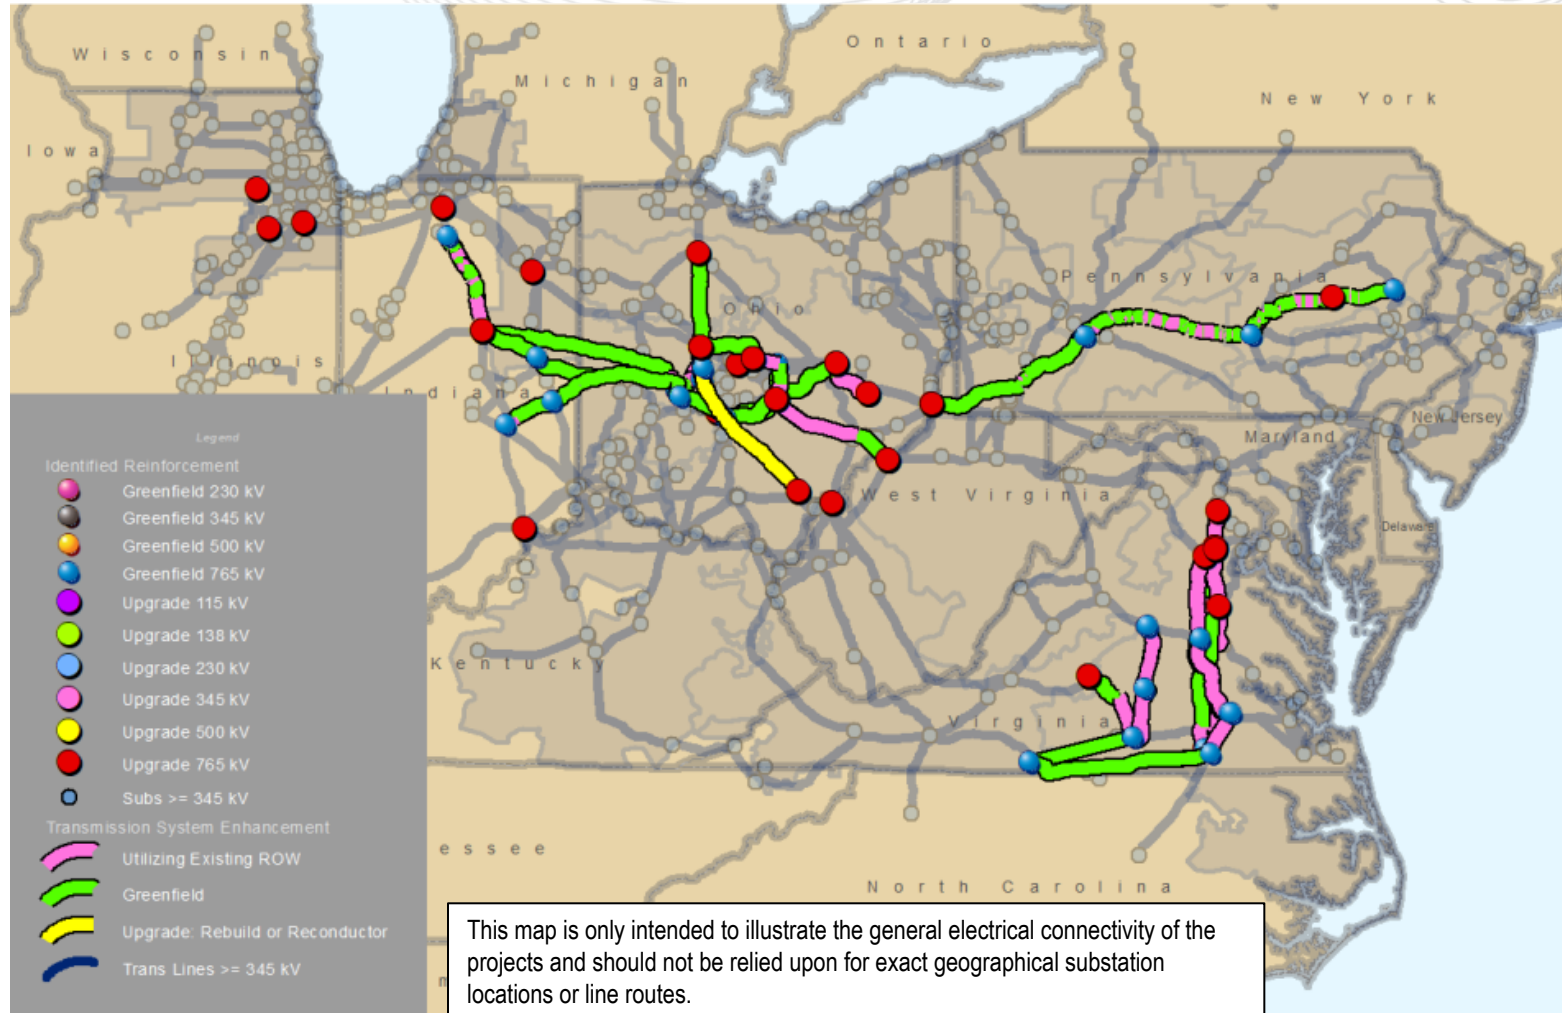 Wisconsin
Michigan
Ontario
New York
Iowa
Pennsylvania
Ohio
Illinois
Indiana
New Jersey
Maryland
West Virginia
Delaware
Kentucky
Virginia
essee
North Carolina
Legend
Identified Reinforcement
Greenfield 230 kV
Greenfield 345 kV
Greenfield 500 kV
Greenfield 765 kV
Upgrade 115 kV
Upgrade 138 kV
Upgrade 230 kV
Upgrade 345 kV
Upgrade 500 kV
Upgrade 765 kV
Subs >= 345 kV
Transmission System Enhancement
Utilizing Existing ROW
Greenfield
Upgrade: Rebuild or Reconductor
Trans Lines >= 345 kV
This map is only intended to illustrate the general electrical connectivity of the
projects and should not be relied upon for exact geographical substation
locations or line routes.